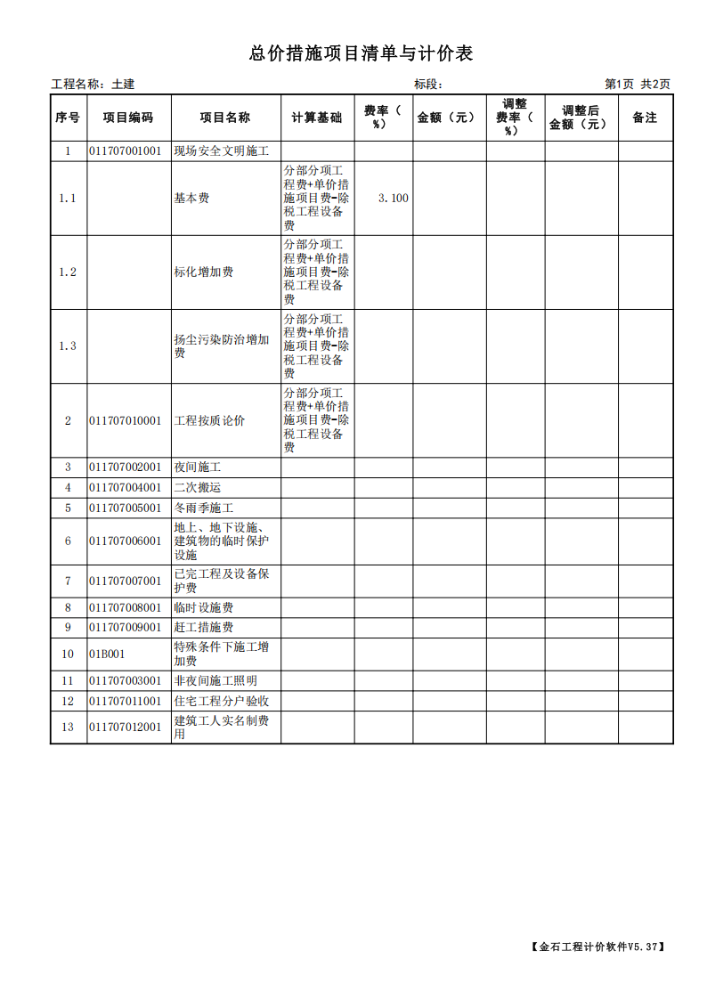 总价措施项目清单与计价表
工程名称：土建 标段： 第1页 共2页
序号 项目编码 项目名称 计算基础 费率（%） 金额（元） 调整费率（%） 调整后金额（元） 备注
1 011707001001 现场安全文明施工
1.1 基本费 分部分项工程费+单价措施项目费-除税工程设备费 3.100
1.2 标化增加费 分部分项工程费+单价措施项目费-除税工程设备费
1.3 扬尘污染防治增加费 分部分项工程费+单价措施项目费-除税工程设备费
2 011707010001 工程按质论价 分部分项工程费+单价措施项目费-除税工程设备费
3 011707002001 夜间施工
4 011707004001 二次搬运
5 011707005001 冬雨季施工
6 011707006001 地上、地下设施、建筑物的临时保护设施
7 011707007001 已完工程及设备保护费
8 011707008001 临时设施费
9 011707009001 赶工措施费
10 01B001 特殊条件下施工增加费
11 011707003001 非夜间施工照明
12 011707011001 住宅工程分户验收
13 011707012001 建筑工人实名制费用
【金石工程计价软件V5.37】